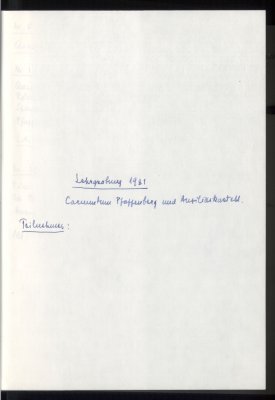 Lehrgrabung 1981
Carnuntum Pfaffenberg und Auxiliarkastell.
Teilnehmer: